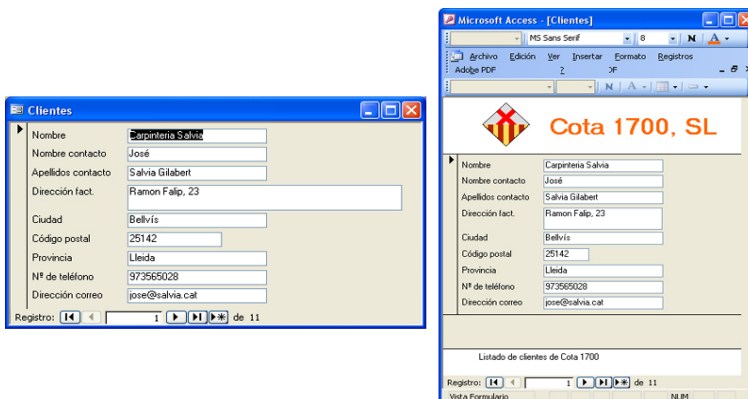 Clientes
Nombre Carpinteria Salvia
Nombre contacto José
Apellidos contacto Salvia Gilabert
Dirección fact. Ramon Falip, 23
Ciudad Bellvís
Código postal 25142
Provincia Lleida
Nº de teléfono 973565028
Dirección correo jose@salvia.cat
Registro: 1 de 11
Microsoft Access - [Clientes]
MS Sans Serif 8 N A
Archivo Edición Ver Insertar Formato Registros
Adobe PDF ?
N A
Cota 1700, SL
Nombre Carpinteria Salvia
Nombre contacto José
Apellidos contacto Salvia Gilabert
Dirección fact. Ramon Falip, 23
Ciudad Bellvís
Código postal 25142
Provincia Lleida
Nº de teléfono 973565028
Dirección correo jose@salvia.cat
Listado de clientes de Cota 1700
Registro: 1 de 11
Vista Formulario NUM